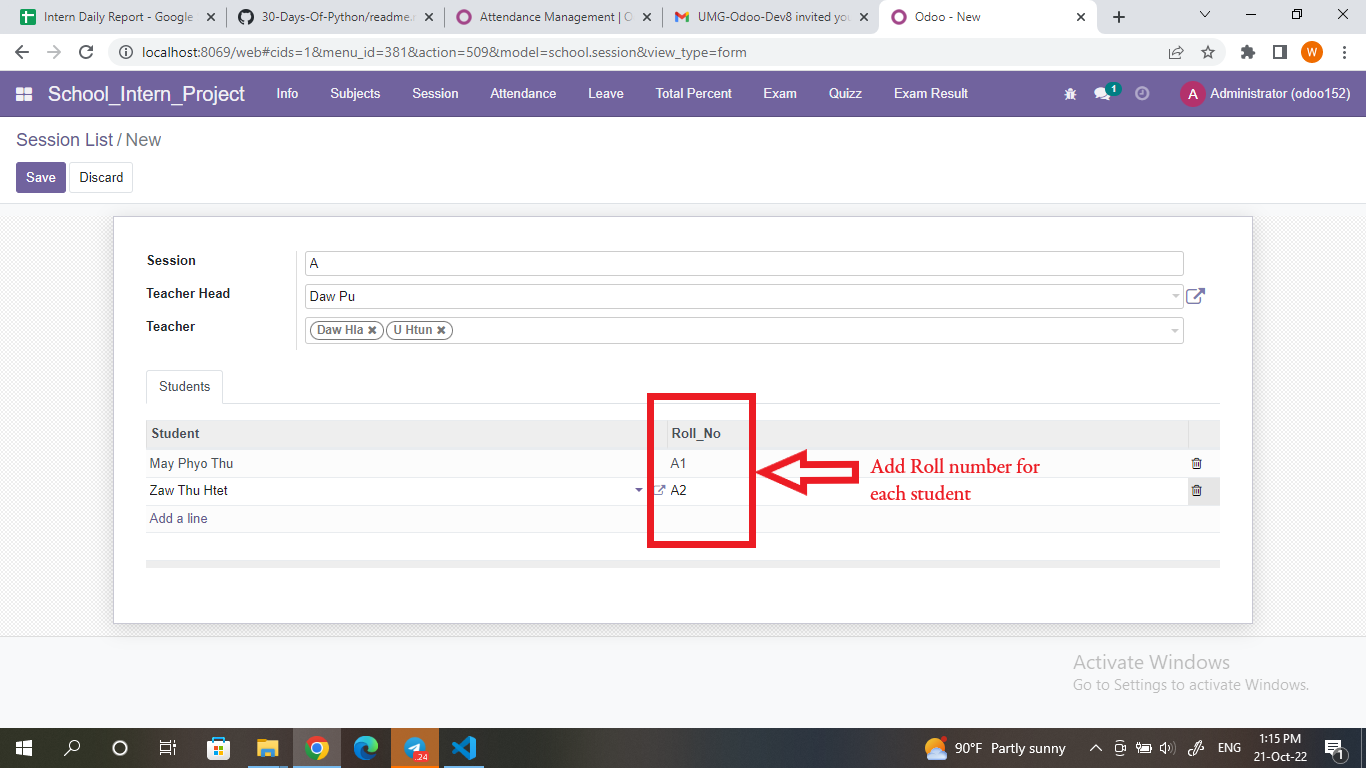 Intern Daily Report - Google
30-Days-Of-Python/readme.
Attendance Management | O
UMG-Odoo-Dev8 invited you
Odoo - New
localhost:8069/web#cids=1&menu_id=381&action=509&model=school.session&view_type=form
W
School_Intern_Project Info Subjects Session Attendance Leave Total Percent Exam Quizz Exam Result 1 A Administrator (odoo152)
Session List / New
Save Discard
Session A
Teacher Head Daw Pu
Teacher Daw Hla U Htun
Students
Student Roll_No
May Phyo Thu A1
Zaw Thu Htet A2
Add a line
Add Roll number for
each student
Activate Windows
Go to Settings to activate Windows.
24
90°F Partly sunny
ENG
1:15 PM
21-Oct-22
1